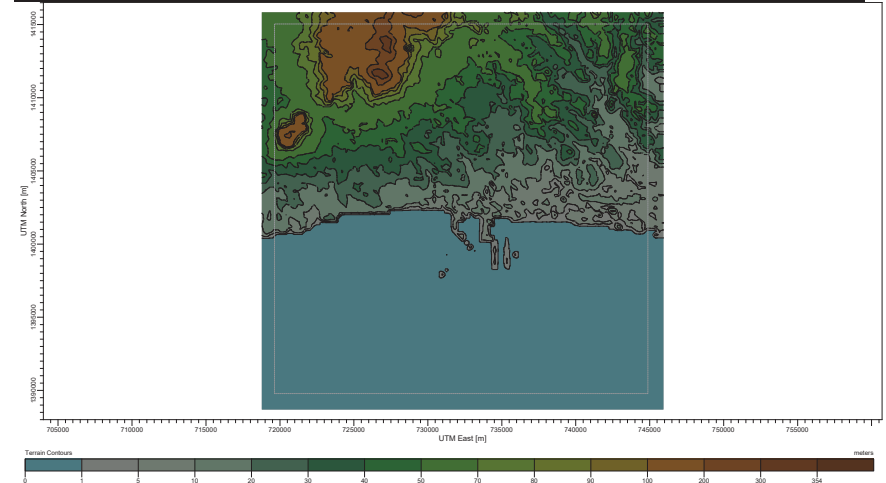 1415000
1410000
1405000
1400000
1395000
1390000
UTM North [m]
705000 710000 715000 720000 725000 730000 735000 740000 745000 750000 755000
UTM East [m]
Terrain Contours meters
0 1 5 10 20 30 40 50 70 80 90 100 200 300 354